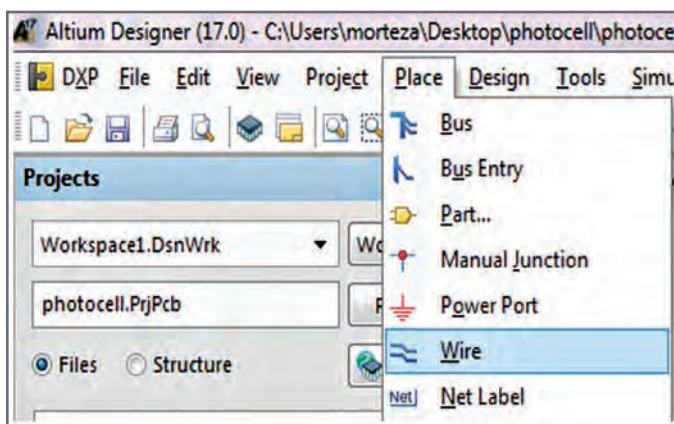 Altium Designer (17.0) - C:\Users\morteza\Desktop\photocell\photoce
DXP File Edit View Project Place Design Tools Simu
Projects
Workspace1.DsnWrk
Wo
photocell.PrjPcb
P
Files Structure
Bus
Bus Entry
Part...
Manual Junction
Power Port
Wire
Net Net Label